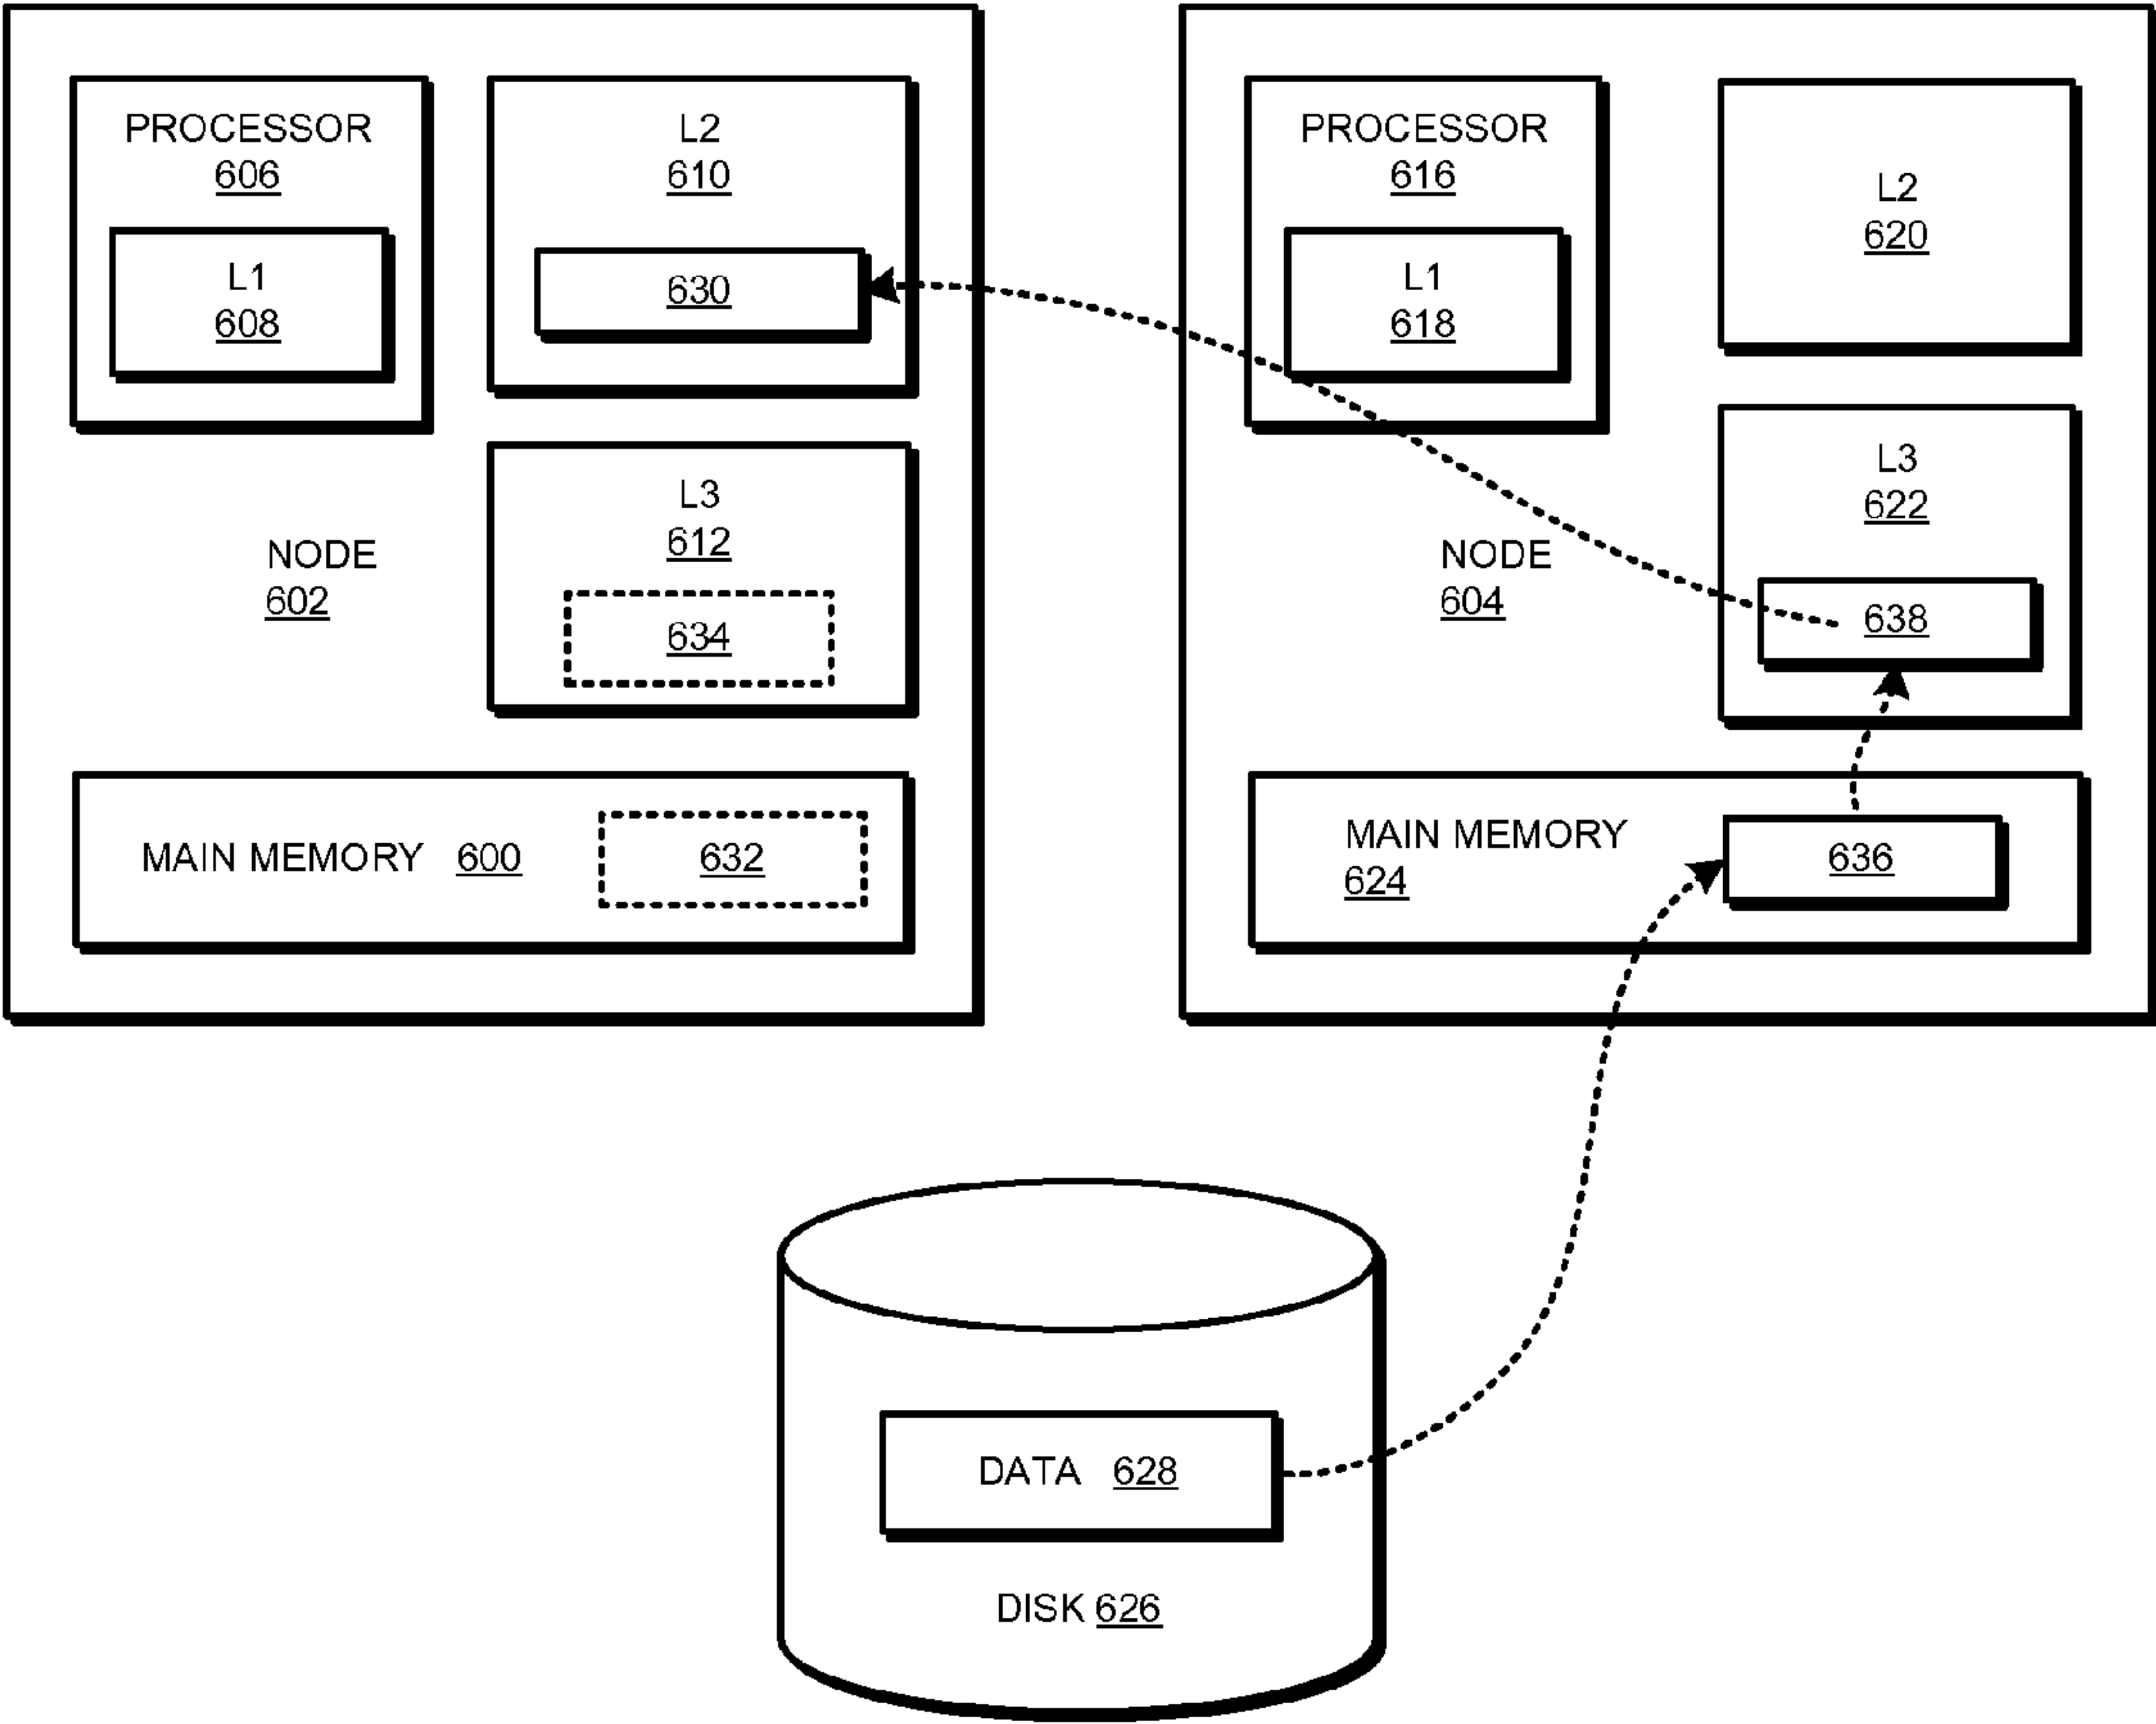 PROCESSOR
606
L1
608
L2
610
630
L3
612
634
NODE
602
MAIN MEMORY 600
632
PROCESSOR
616
L1
618
L2
620
L3
622
638
NODE
604
MAIN MEMORY
624
636
DATA 628
DISK 626